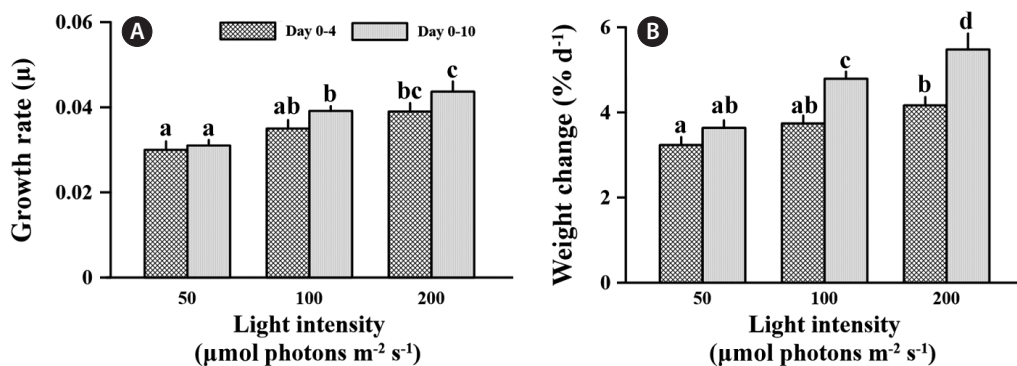 A
Day 0-4
Day 0-10
Growth rate (µ)
0.06
0.04
0.02
0
a
a
ab
b
bc
c
50
100
200
Light intensity
(µmol photons m⁻² s⁻¹)
B
Weight change (% d⁻¹)
6
4
2
0
a
ab
ab
c
b
d
50
100
200
Light intensity
(µmol photons m⁻² s⁻¹)